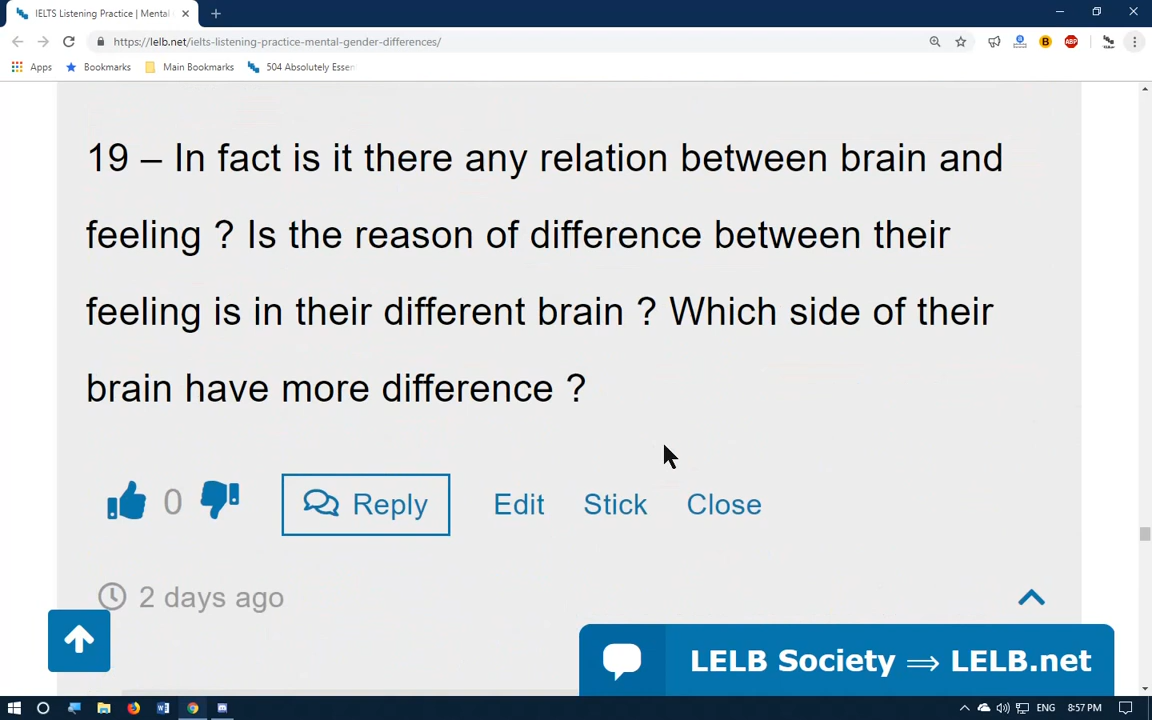 IELTS Listening Practice | Mental
https://lelb.net/ielts-listening-practice-mental-gender-differences/
Apps Bookmarks Main Bookmarks 504 Absolutely Essen
19 – In fact is it there any relation between brain and
feeling ? Is the reason of difference between their
feeling is in their different brain ? Which side of their
brain have more difference ?
0 Reply Edit Stick Close
2 days ago
LELB Society ⟹ LELB.net
ENG 8:57 PM